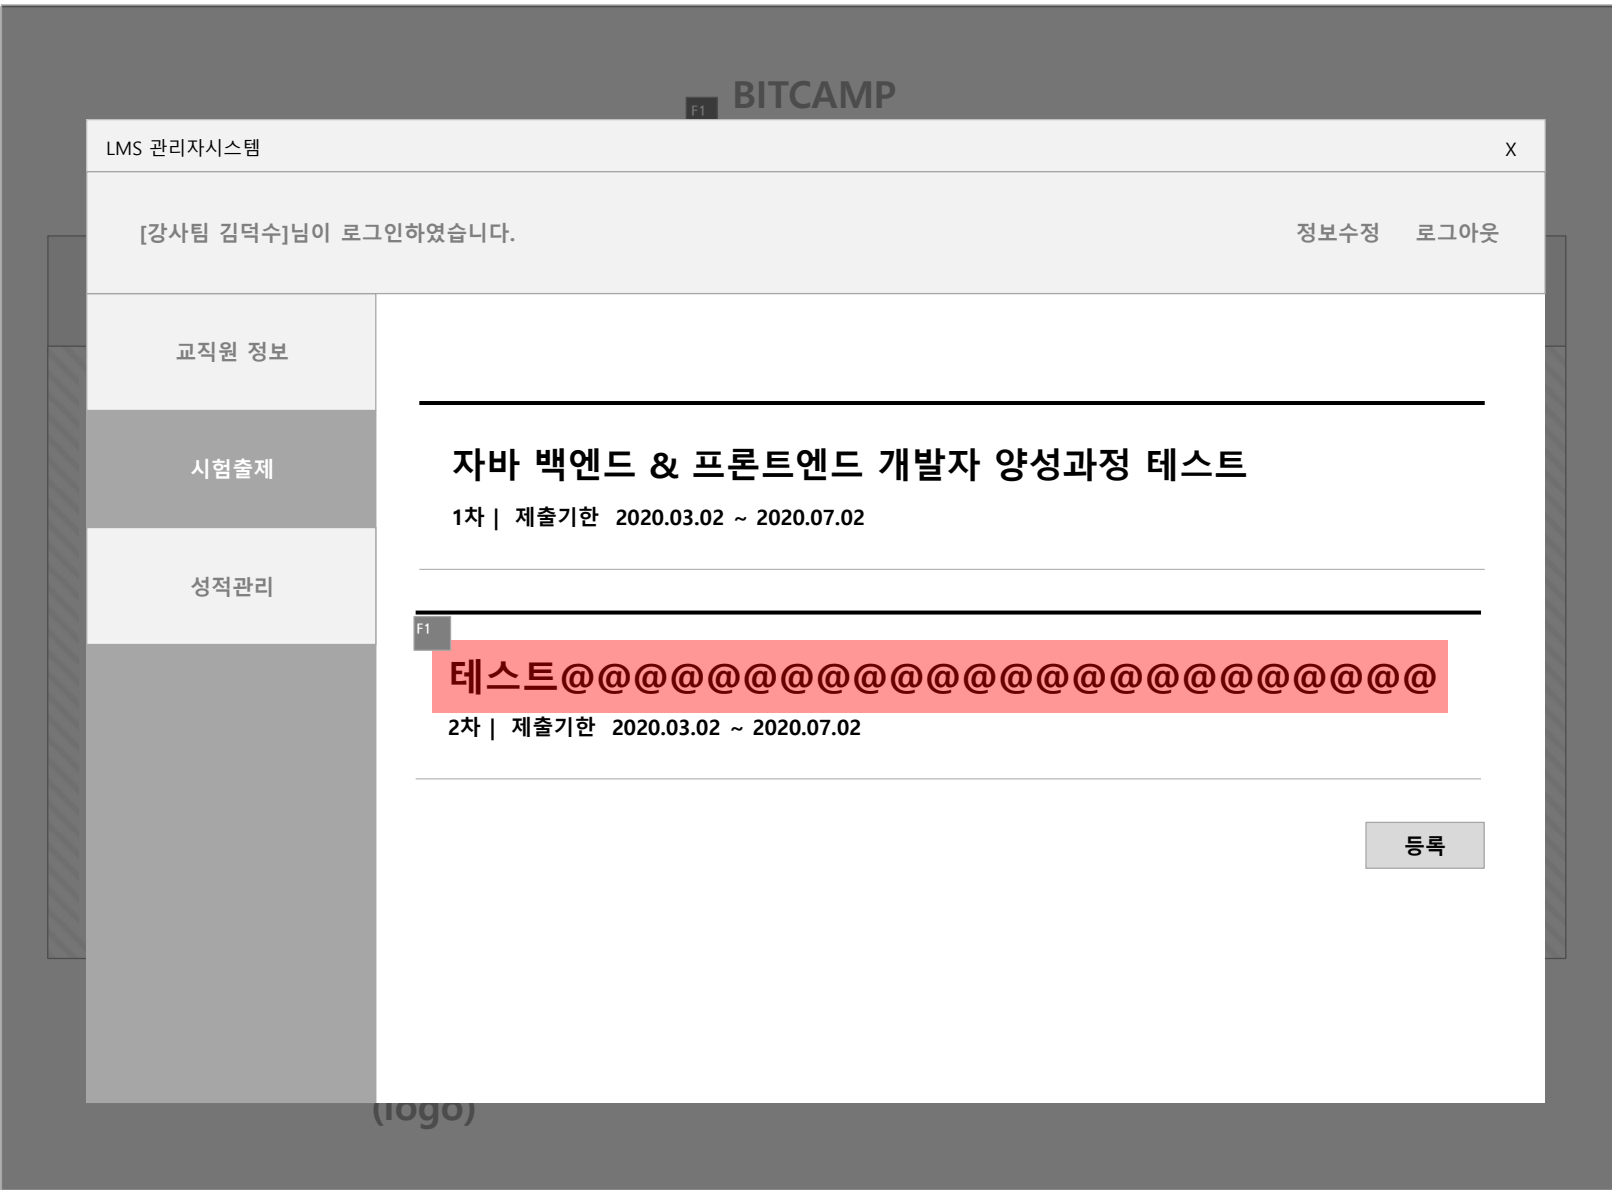 BITCAMP
F1
LMS 관리자시스템
X
[강사팀 김덕수]님이 로그인하였습니다.
정보수정 로그아웃
교직원 정보
시험출제
성적관리
자바 백엔드 & 프론트엔드 개발자 양성과정 테스트
1차 | 제출기한 2020.03.02 ~ 2020.07.02
F1
테스트@@@@@@@@@@@@@@@@@@@@@@@@
2차 | 제출기한 2020.03.02 ~ 2020.07.02
등록
(logo)